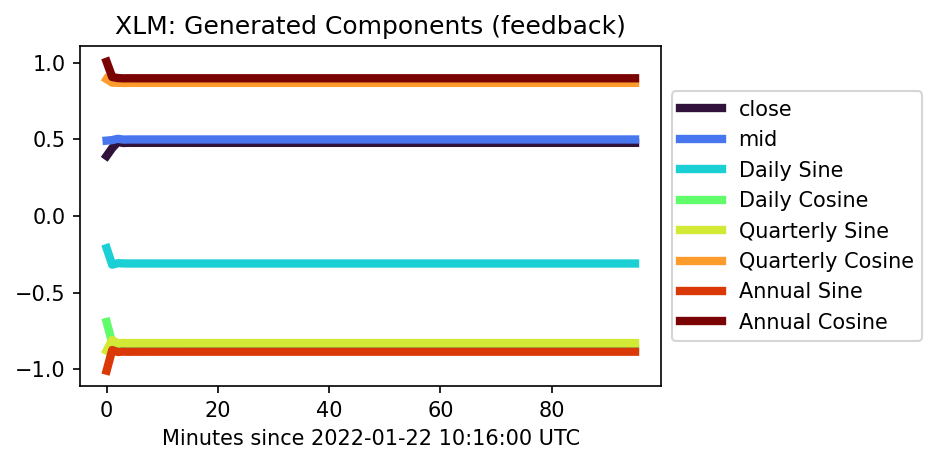 XLM: Generated Components (feedback)
1.0
0.5
0.0
−0.5
−1.0
0 20 40 60 80
Minutes since 2022-01-22 10:16:00 UTC
close
mid
Daily Sine
Daily Cosine
Quarterly Sine
Quarterly Cosine
Annual Sine
Annual Cosine